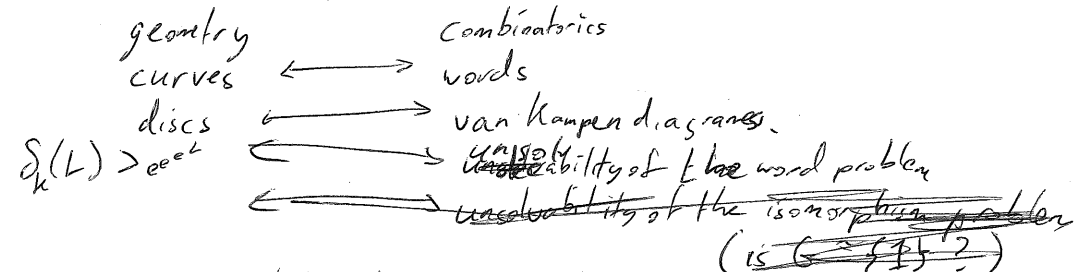 geometry combinatorics
curves ↔ words
discs ↔ van Kampen diagrams.
δ_k(L) > e^{e^{e^L}} ↔ unsolvability of the word problem
↔ unsolvability of the isomorphism problem
(is G ≅ {1} ?)